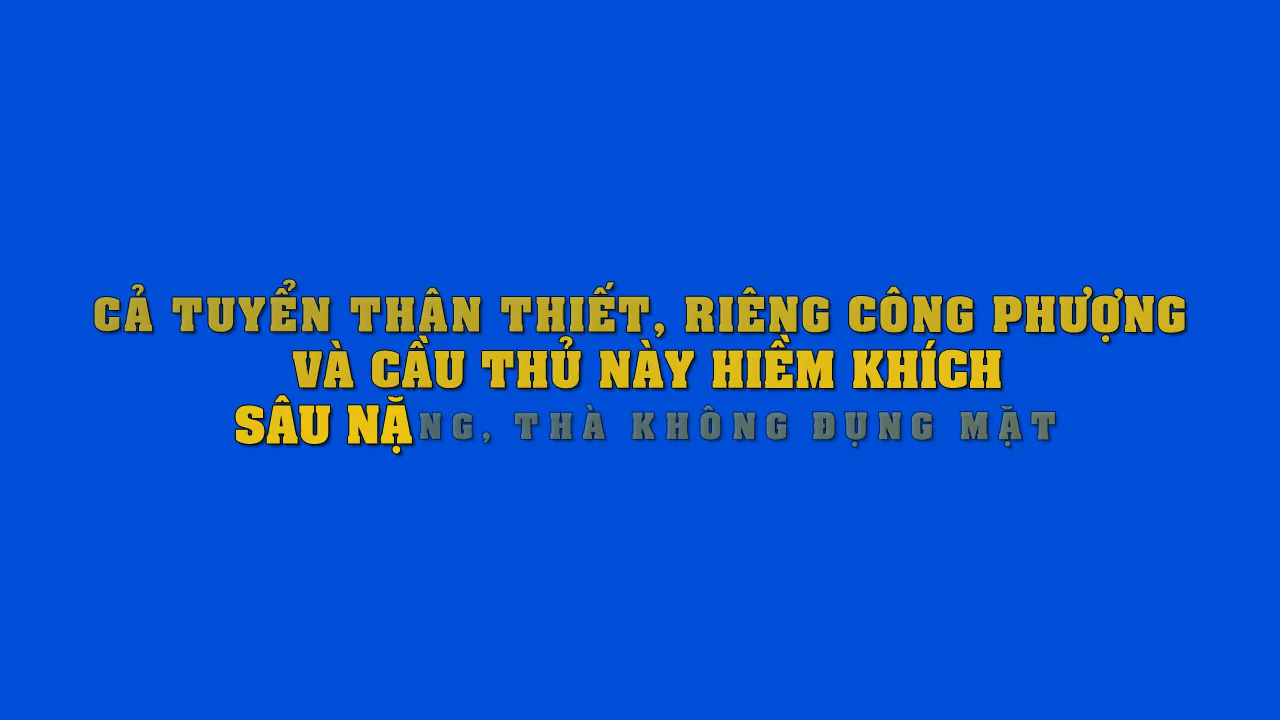 CẢ TUYỂN THÂN THIẾT, RIÊNG CÔNG PHƯỢNG
VÀ CẦU THỦ NÀY HIỀM KHÍCH
SÂU NẶNG, THÀ KHÔNG ĐỤNG MẶT